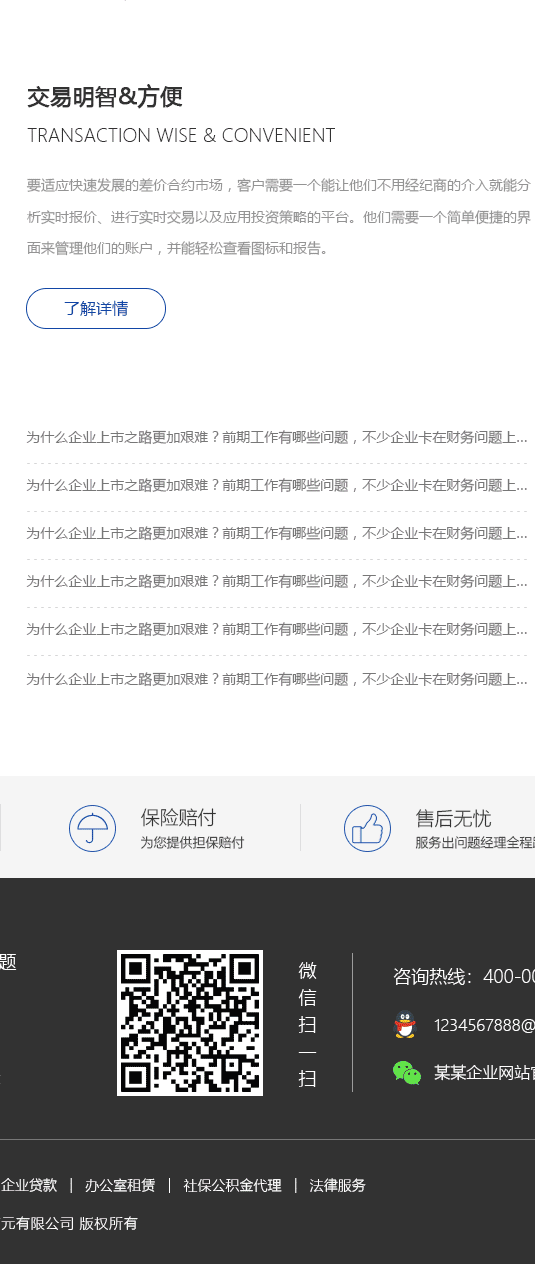 交易明智&方便
TRANSACTION WISE & CONVENIENT
要适应快速发展的差价合约市场，客户需要一个能让他们不用经纪商的介入就能分
析实时报价、进行实时交易以及应用投资策略的平台。他们需要一个简单便捷的界
面来管理他们的账户，并能轻松查看图标和报告。
了解详情
为什么企业上市之路更加艰难？前期工作有哪些问题，不少企业卡在财务问题上...
为什么企业上市之路更加艰难？前期工作有哪些问题，不少企业卡在财务问题上...
为什么企业上市之路更加艰难？前期工作有哪些问题，不少企业卡在财务问题上...
为什么企业上市之路更加艰难？前期工作有哪些问题，不少企业卡在财务问题上...
为什么企业上市之路更加艰难？前期工作有哪些问题，不少企业卡在财务问题上...
为什么企业上市之路更加艰难？前期工作有哪些问题，不少企业卡在财务问题上...
保险赔付
为您提供担保赔付
售后无忧
服务出问题经理全程
题
微
信
扫
一
扫
咨询热线：400-00
1234567888@
某某企业网站官
企业贷款 | 办公室租赁 | 社保公积金代理 | 法律服务
元有限公司 版权所有